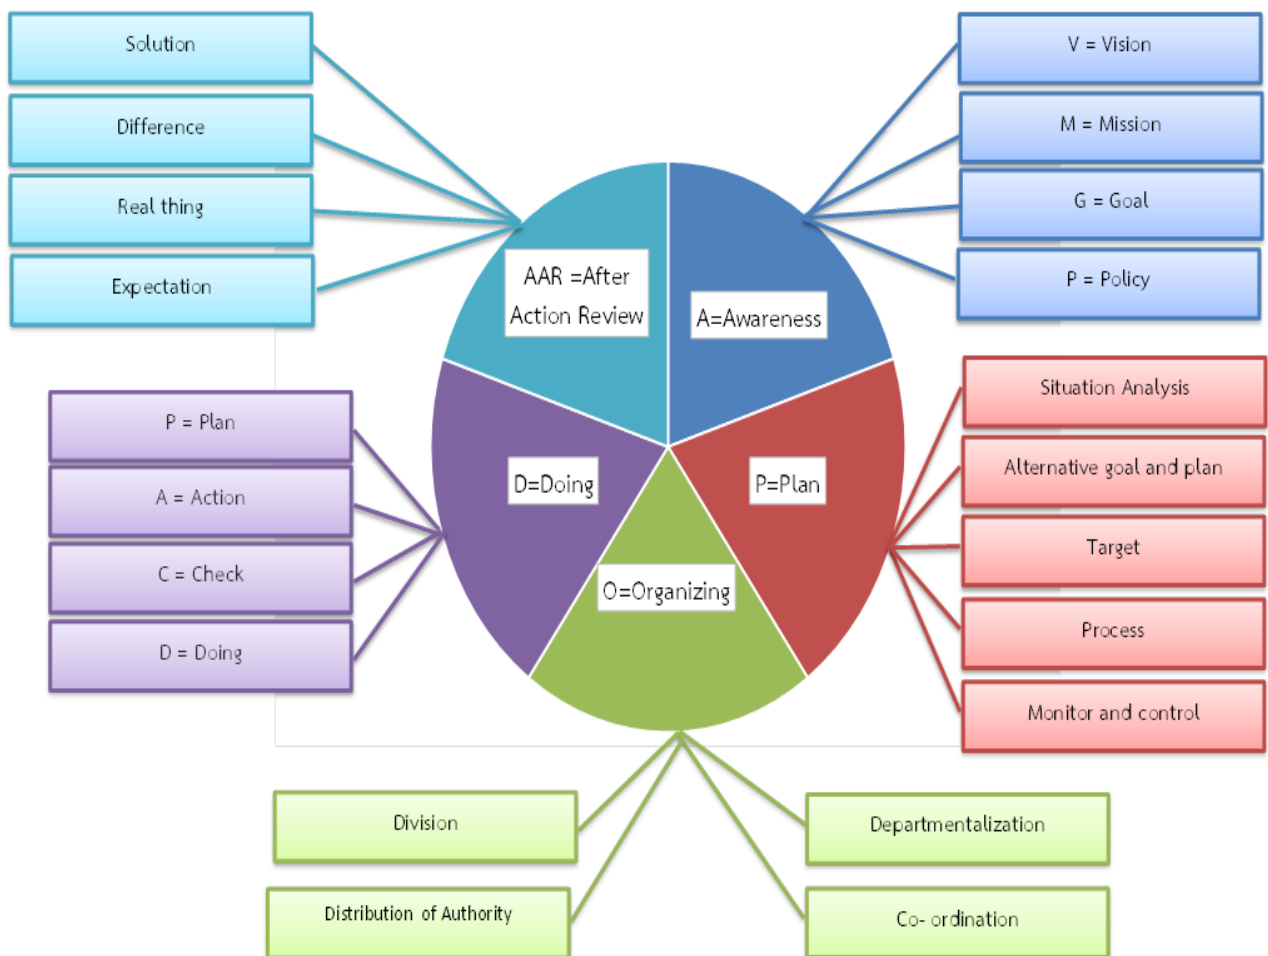 Solution
Difference
Real thing
Expectation
V = Vision
M = Mission
G = Goal
P = Policy
AAR =After
Action Review
A=Awareness
D=Doing
P=Plan
O=Organizing
P = Plan
A = Action
C = Check
D = Doing
Situation Analysis
Alternative goal and plan
Target
Process
Monitor and control
Division
Distribution of Authority
Departmentalization
Co- ordination